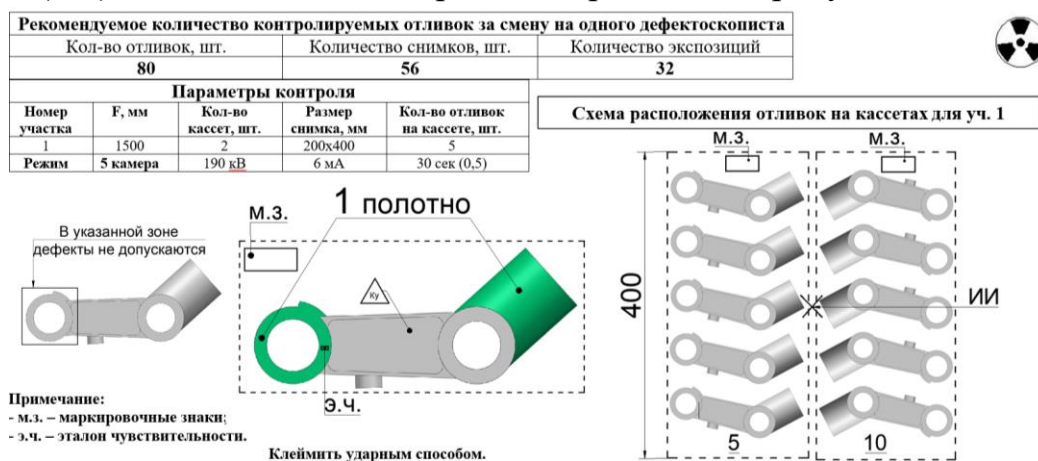 Рекомендуемое количество контролируемых отливок за смену на одного дефектоскописта
Кол-во отливок, шт. Количество снимков, шт. Количество экспозиций
80 56 32
Параметры контроля
Номер участка F, мм Кол-во кассет, шт. Размер снимка, мм Кол-во отливок на кассете, шт.
1 1500 2 200х400 5
Режим 5 камера 190 кВ 6 мА 30 сек (0,5)
Схема расположения отливок на кассетах для уч. 1
м.з. м.з.
400
ИИ
5 10
В указанной зоне
дефекты не допускаются
м.з.
1 полотно
Ку
э.ч.
Примечание:
- м.з. – маркировочные знаки;
- э.ч. – эталон чувствительности.
Клеймить ударным способом.